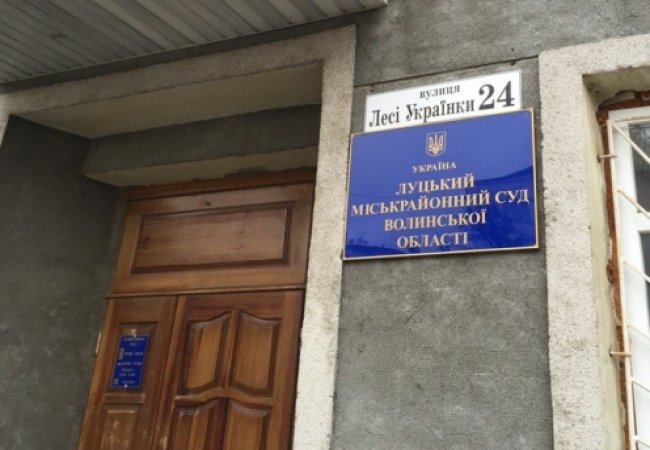 вулиця
Лесі Українки 24
УКРАЇНА
ЛУЦЬКИЙ
МІСЬКРАЙОННИЙ СУД
ВОЛИНСЬКОЇ
ОБЛАСТІ